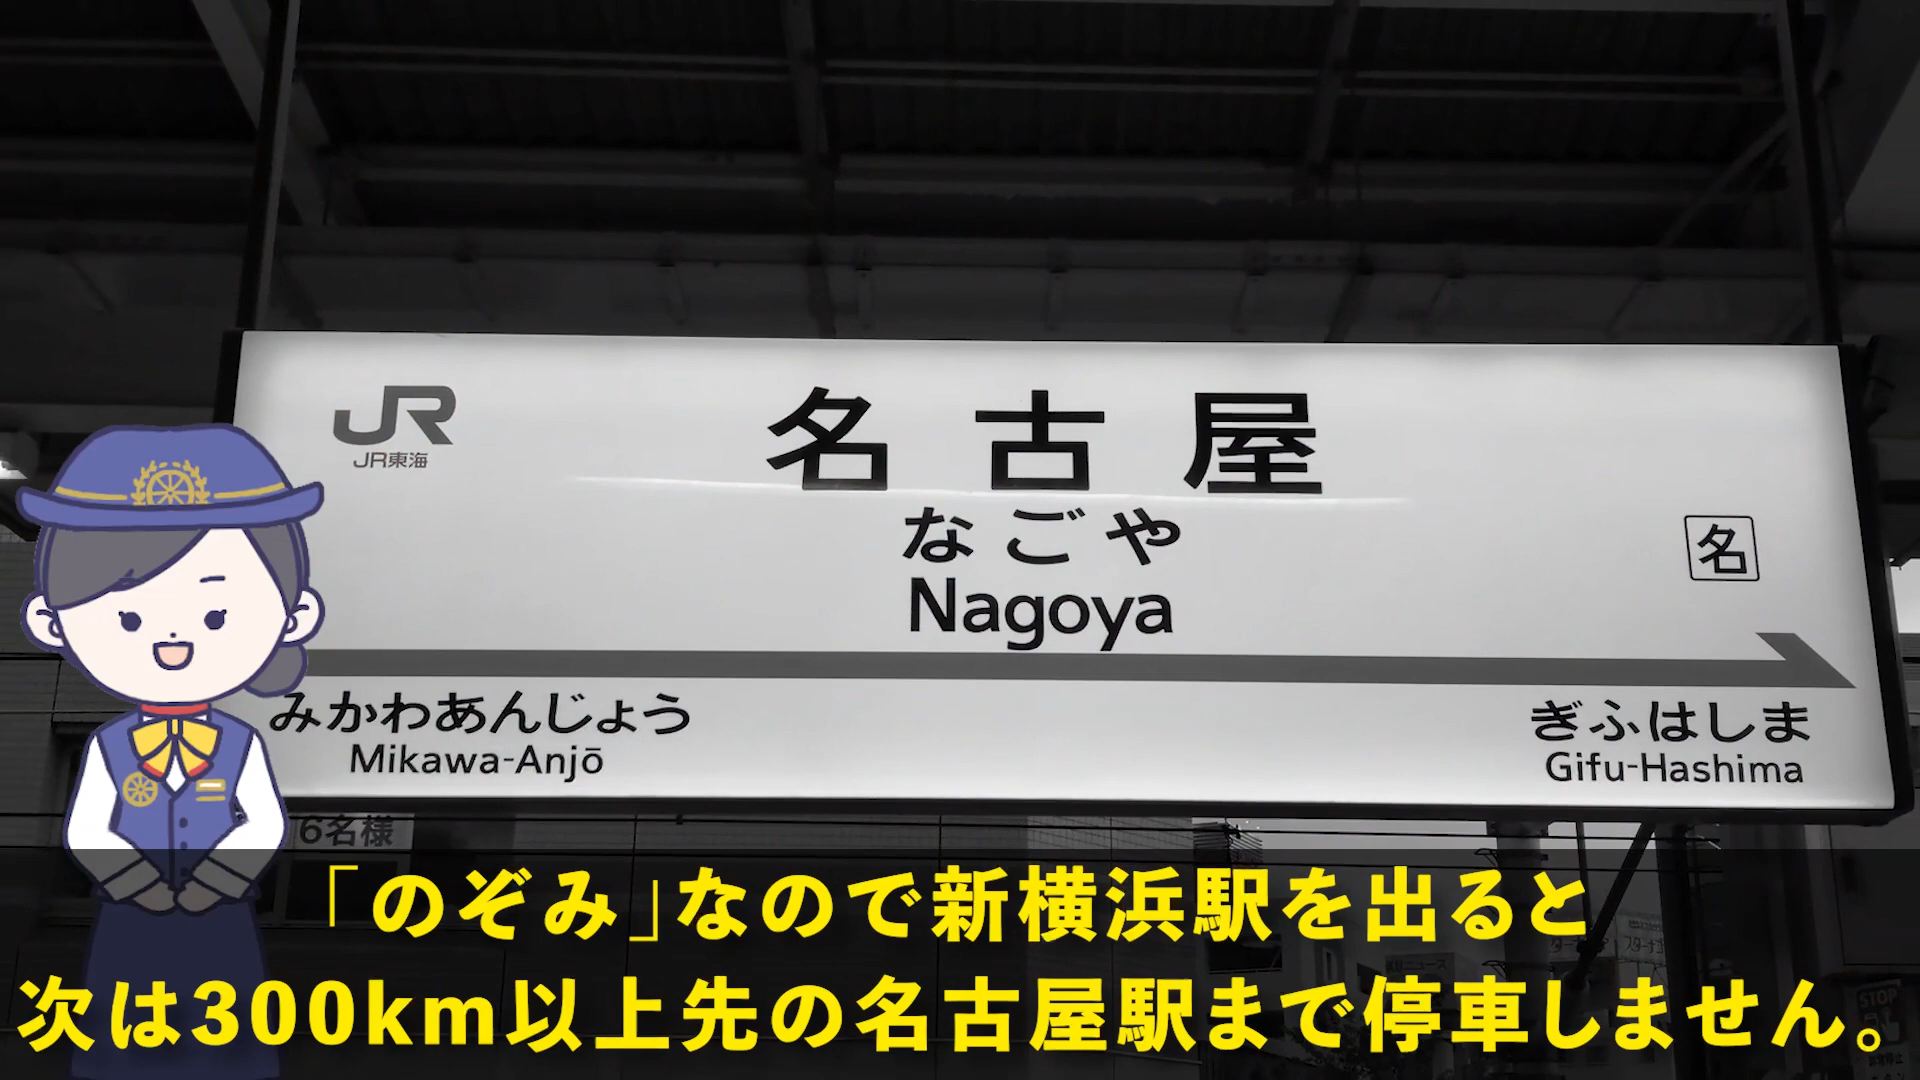 JR
JR東海
名古屋
なごや
Nagoya
名
みかわあんじょう
Mikawa-Anjō
ぎふはしま
Gifu-Hashima
6名様
「のぞみ」なので新横浜駅を出ると
次は300km以上先の名古屋駅まで停車しません。
STOP